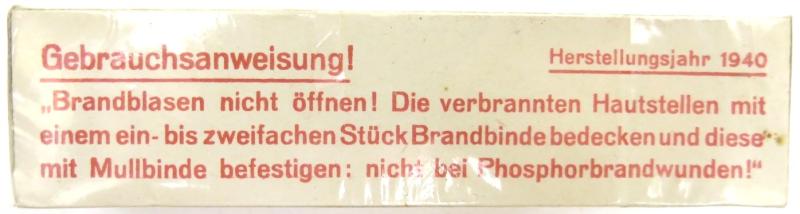 Gebrauchsanweisung! Herstellungsjahr 1940
„Brandblasen nicht öffnen! Die verbrannten Hautstellen mit
einem ein- bis zweifachen Stück Brandbinde bedecken und diese
mit Mullbinde befestigen: nicht bei Phosphorbrandwunden!“